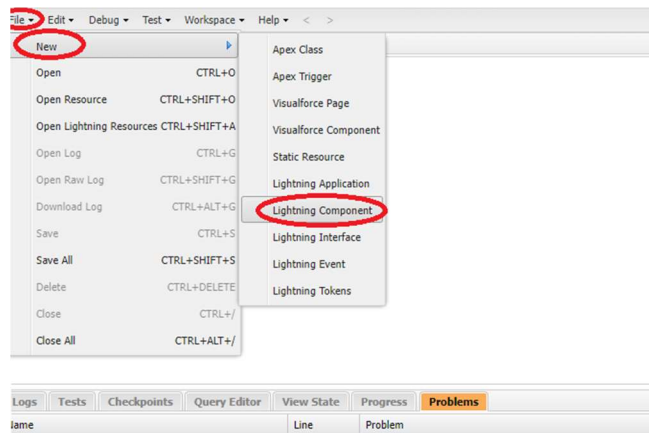 File Edit Debug Test Workspace Help < >
New
Open CTRL+O
Open Resource CTRL+SHIFT+O
Open Lightning Resources CTRL+SHIFT+A
Open Log CTRL+G
Open Raw Log CTRL+SHIFT+G
Download Log CTRL+ALT+G
Save CTRL+S
Save All CTRL+SHIFT+S
Delete CTRL+DELETE
Close CTRL+/
Close All CTRL+ALT+/
Apex Class
Apex Trigger
Visualforce Page
Visualforce Component
Static Resource
Lightning Application
Lightning Component
Lightning Interface
Lightning Event
Lightning Tokens
Logs Tests Checkpoints Query Editor View State Progress Problems
Name Line Problem